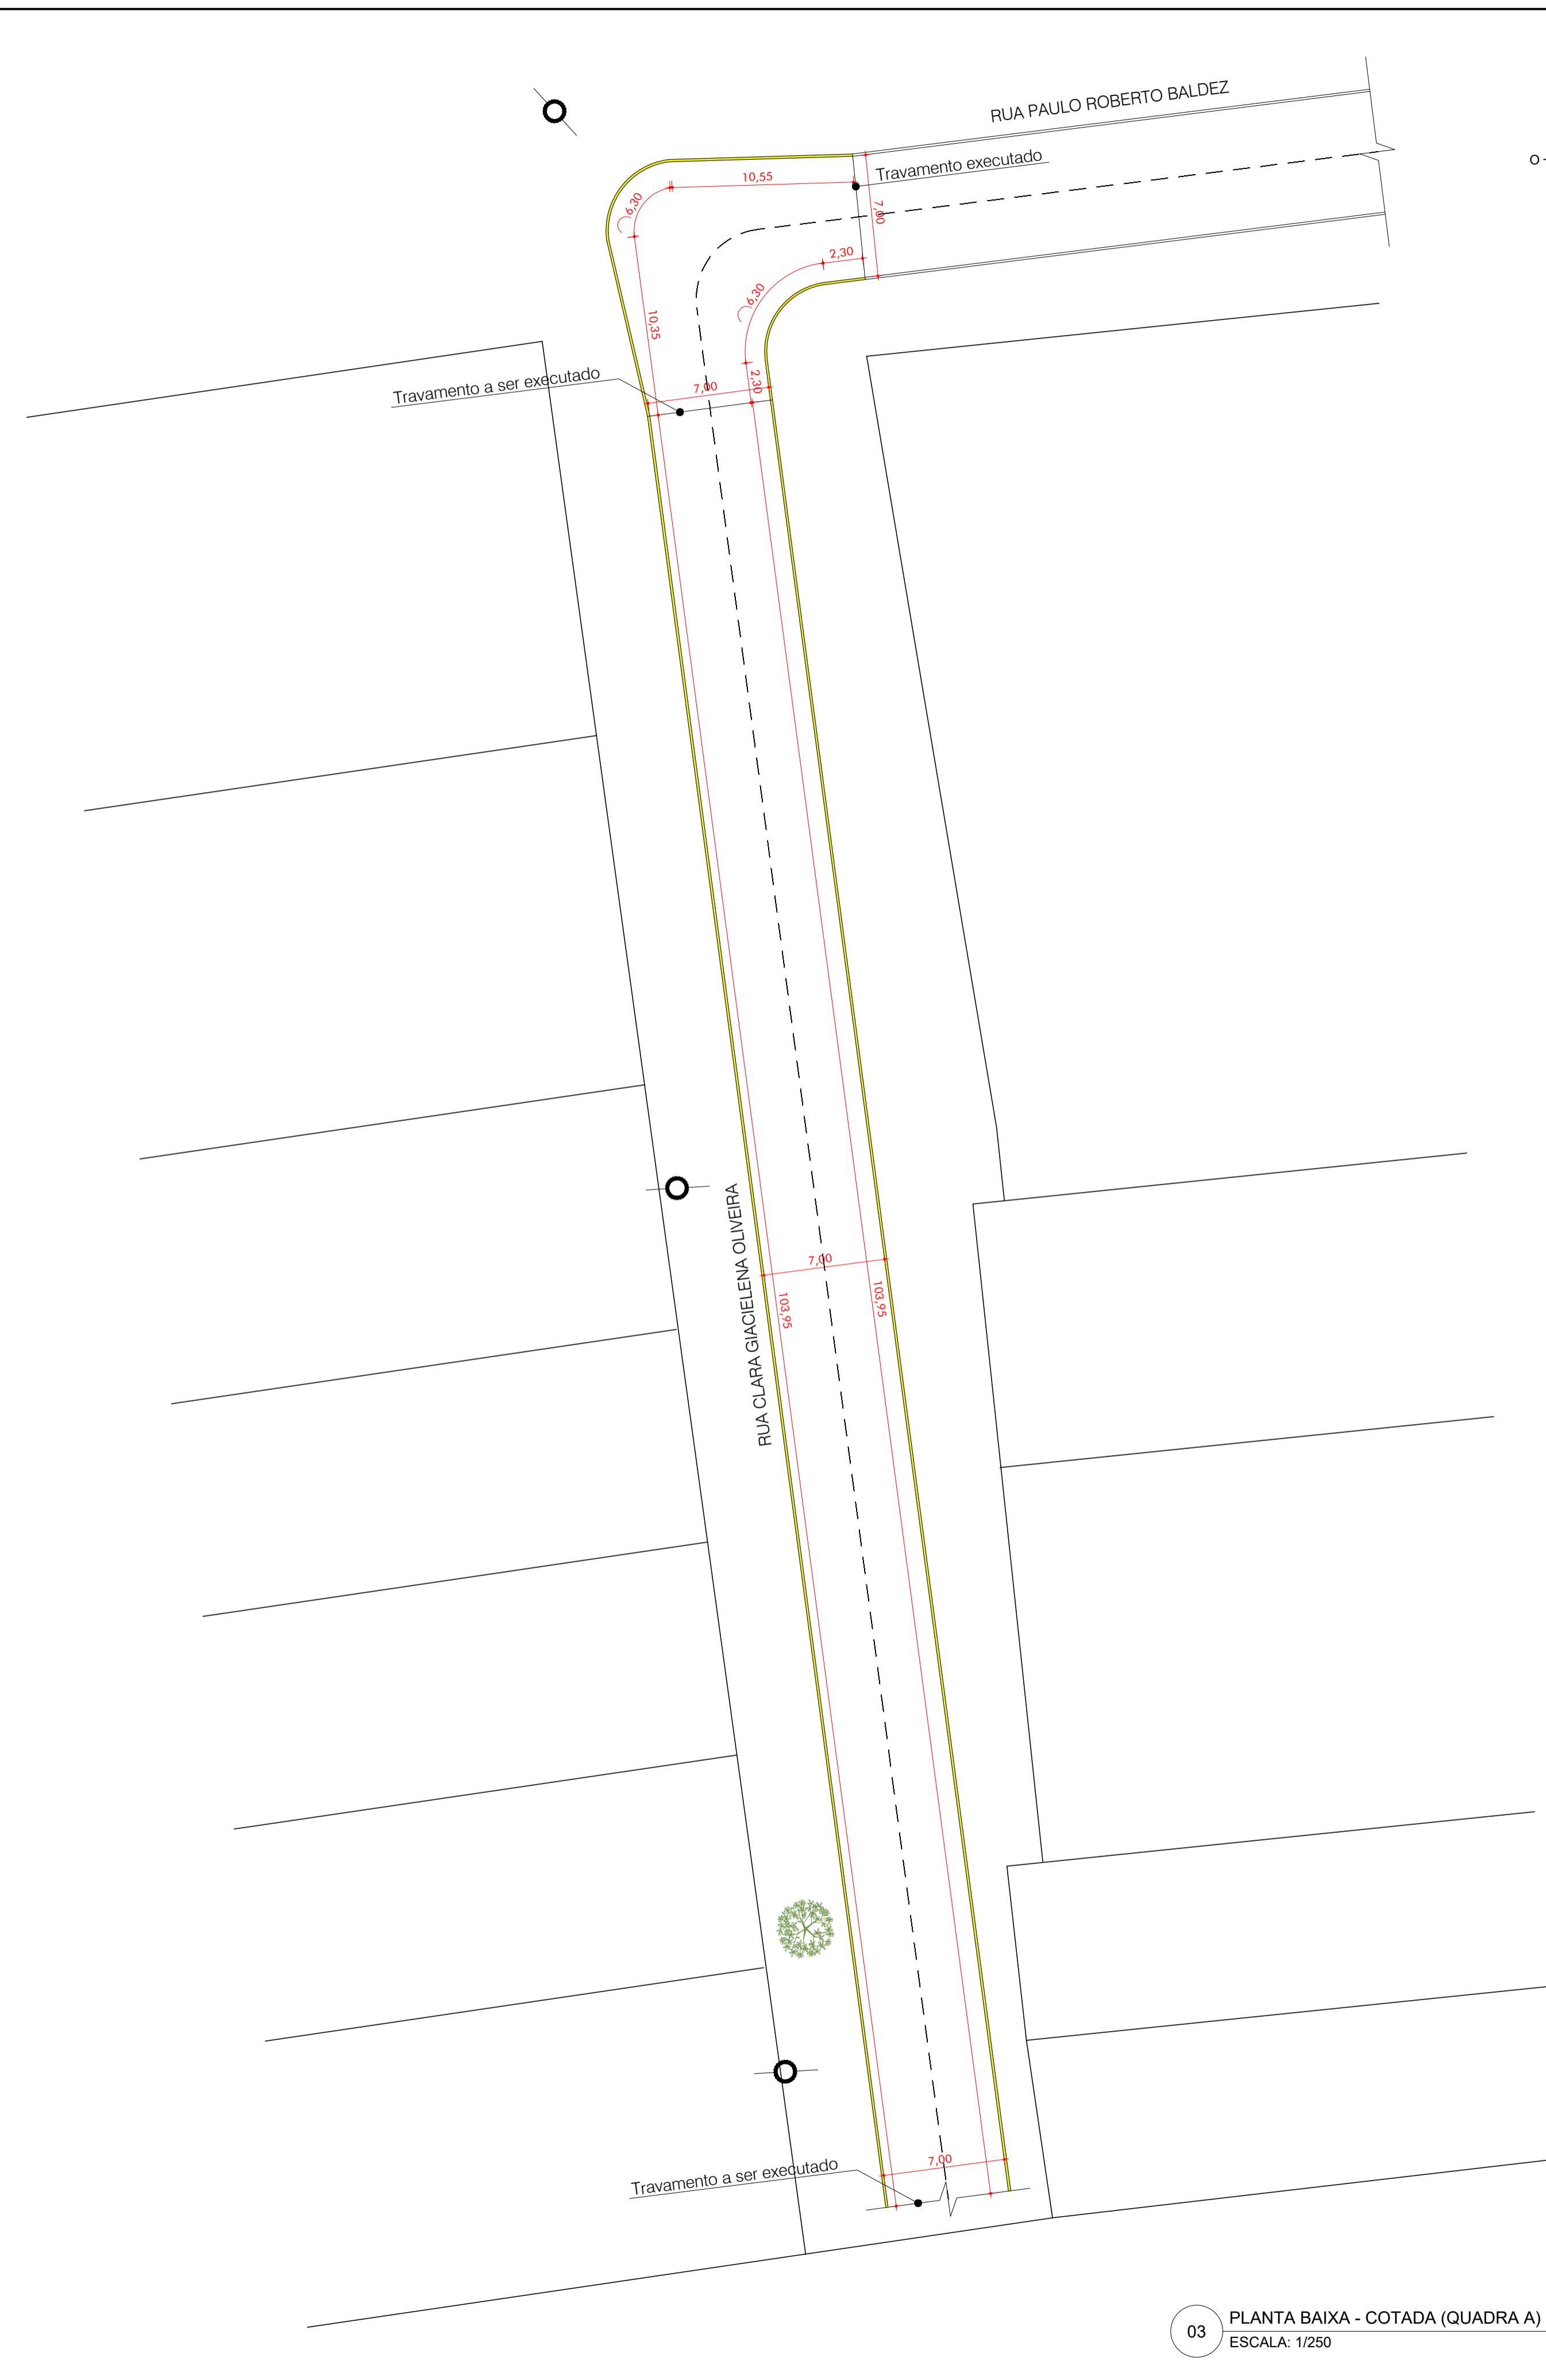 RUA PAULO ROBERTO BALDEZ
Travamento executado
10,55
6,30
7,00
2,30
6,30
10,35
2,30
7,00
Travamento a ser executado
RUA CLARA GIACIELENA OLIVEIRA
7,00
103,95
103,95
7,00
Travamento a ser executado
03
PLANTA BAIXA - COTADA (QUADRA A)
ESCALA: 1/250